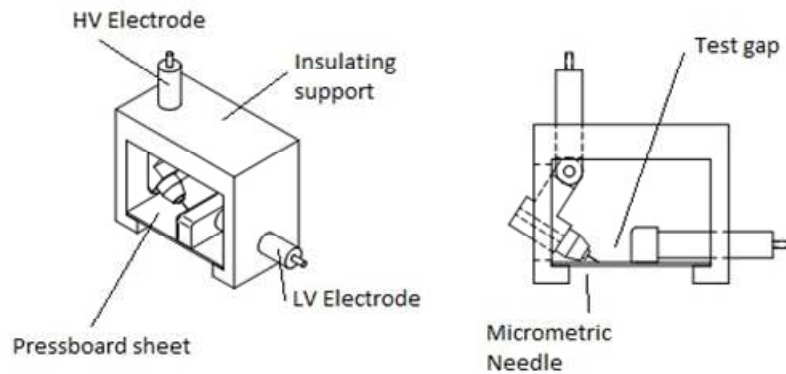 HV Electrode
Insulating
support
LV Electrode
Pressboard sheet
Test gap
Micrometric
Needle